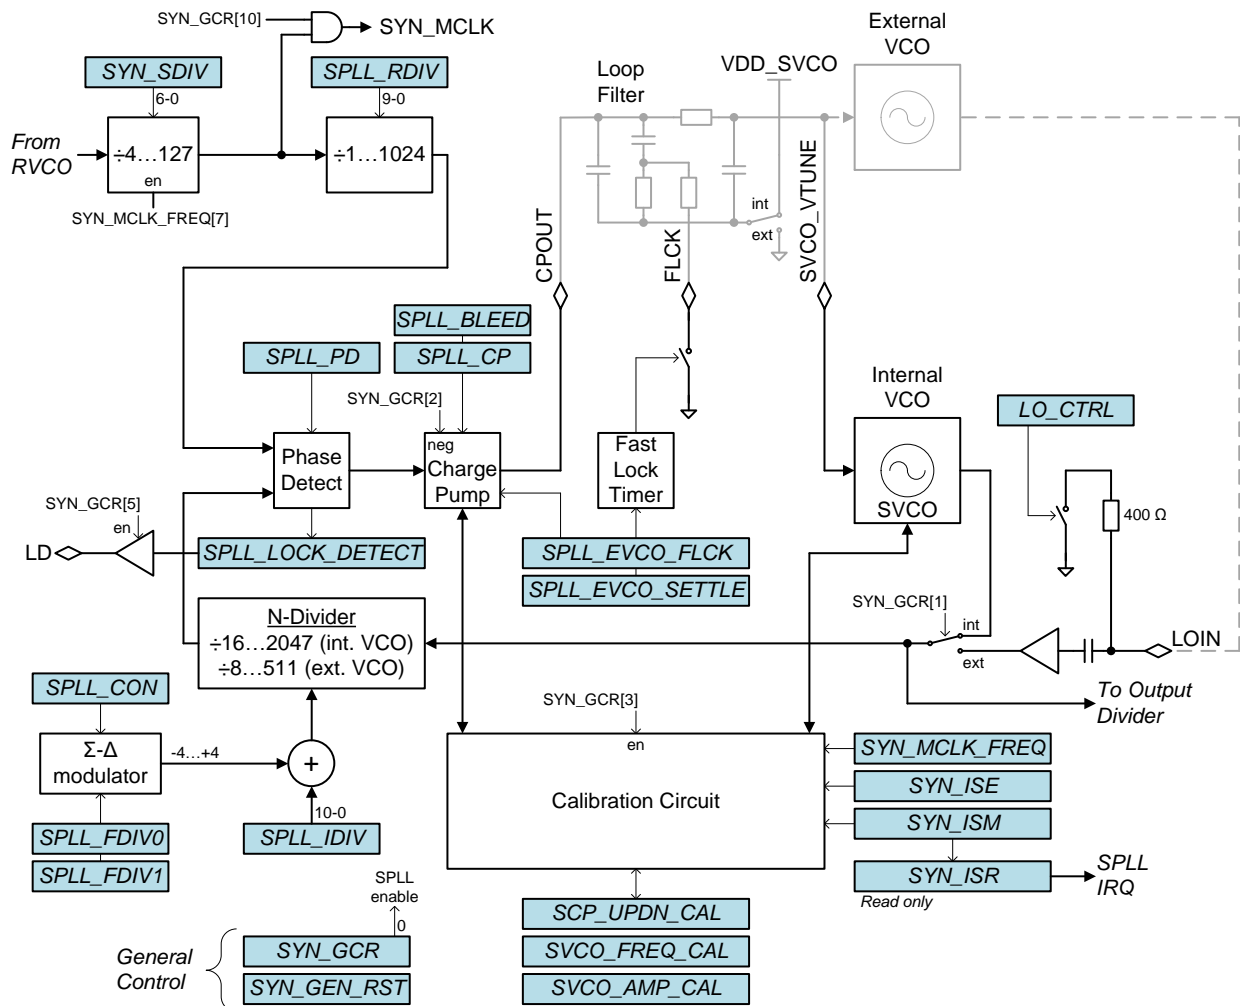 SYN_GCR[10]
SYN_MCLK
SYN_SDIV
6-0
SPLL_RDIV
9-0
From
RVCO
÷4…127
en
÷1…1024
SYN_MCLK_FREQ[7]
Loop
Filter
VDD_SVCO
External
VCO
int
ext
CPOUT
FLCK
SVCO_VTUNE
SPLL_BLEED
SPLL_CP
SPLL_PD
SYN_GCR[2]
neg
Charge
Pump
Phase
Detect
Fast
Lock
Timer
Internal
VCO
SVCO
LO_CTRL
400 Ω
SYN_GCR[5]
en
LD
SPLL_LOCK_DETECT
SPLL_EVCO_FLCK
SPLL_EVCO_SETTLE
SYN_GCR[1]
int
ext
LOIN
To Output
Divider
N-Divider
÷16…2047 (int. VCO)
÷8…511 (ext. VCO)
SPLL_CON
Σ-Δ
modulator
-4…+4
+
10-0
SPLL_FDIV0
SPLL_FDIV1
SPLL_IDIV
SYN_GCR[3]
en
Calibration Circuit
SYN_MCLK_FREQ
SYN_ISE
SYN_ISM
SYN_ISR
Read only
SPLL
IRQ
SPLL
enable
0
General
Control
SYN_GCR
SYN_GEN_RST
SCP_UPDN_CAL
SVCO_FREQ_CAL
SVCO_AMP_CAL